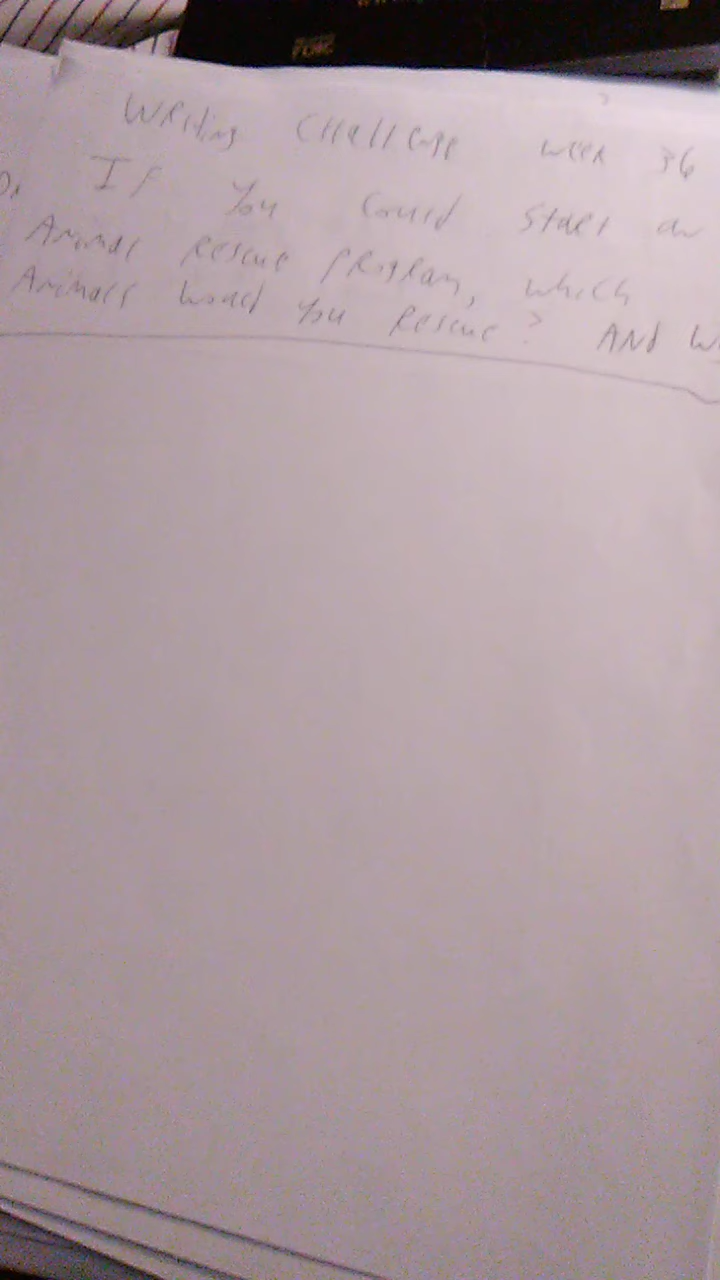 Writing Challenge week 36
If You Could Start an
Animal Rescue Program, which
Animals would You Rescue? And